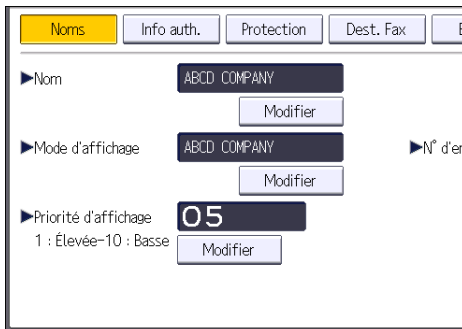 Noms Info auth. Protection Dest. Fax
▶Nom ABCD COMPANY
Modifier
▶Mode d'affichage ABCD COMPANY ▶N° d'er
Modifier
▶Priorité d'affichage 05
1 : Élevée-10 : Basse Modifier